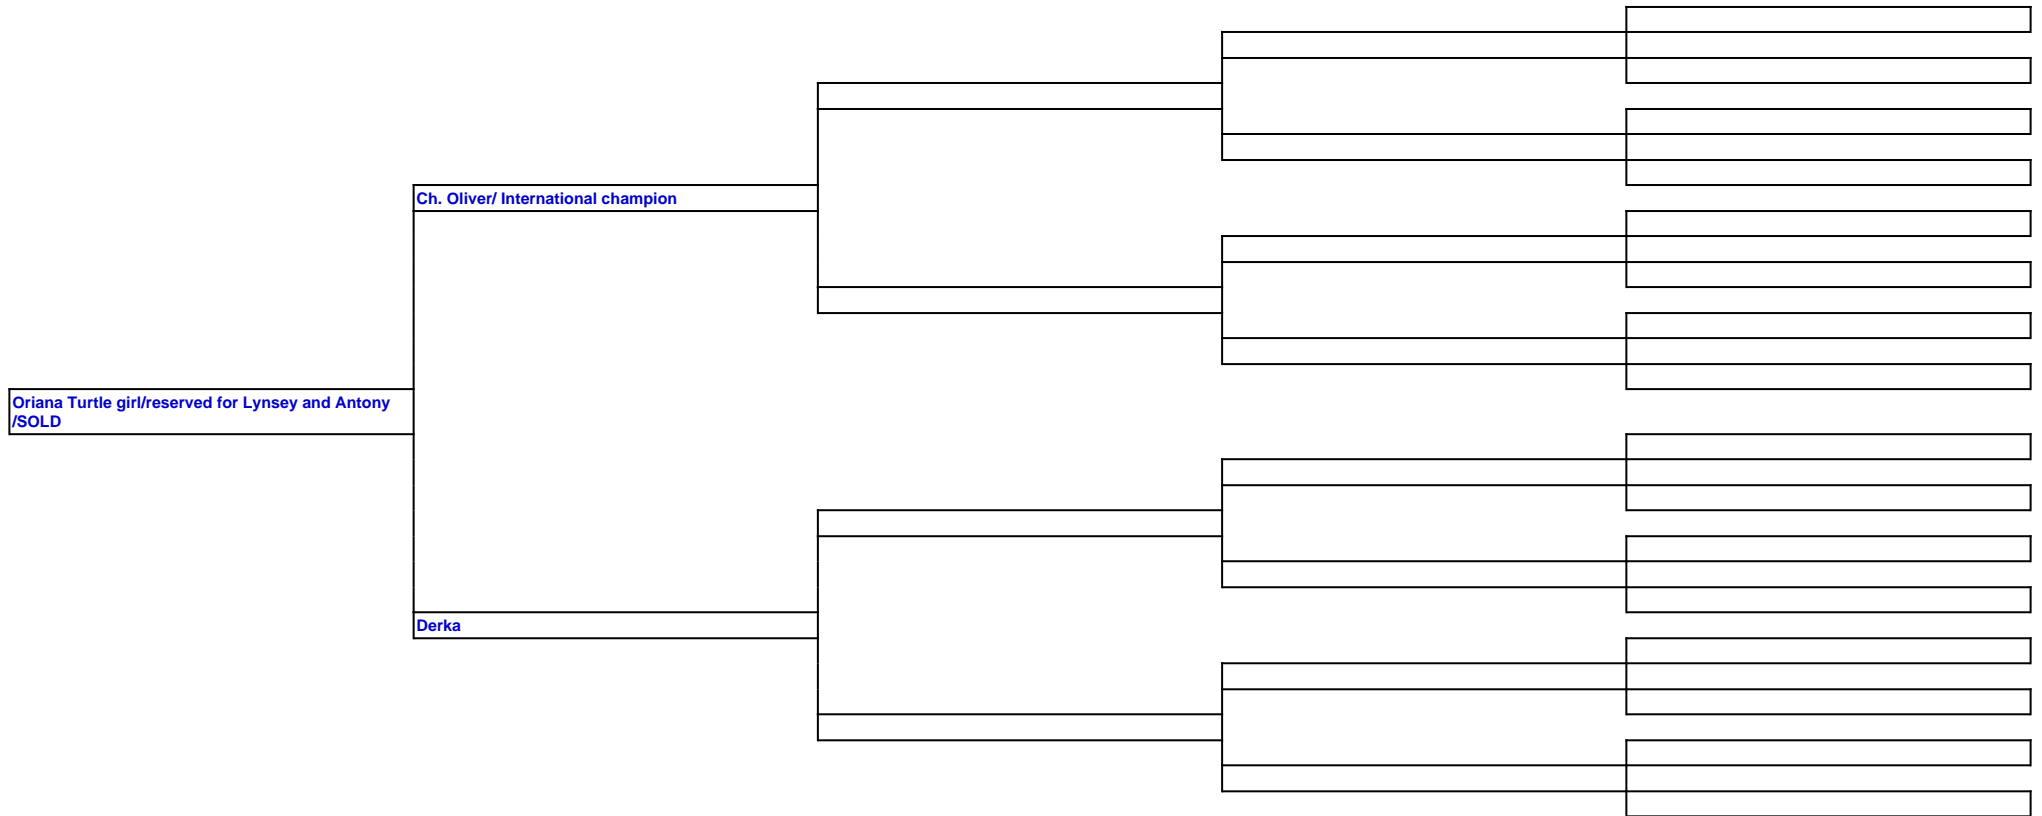 Ch. Oliver/ International champion
Oriana Turtle girl/reserved for Lynsey and Antony
/SOLD
Derka